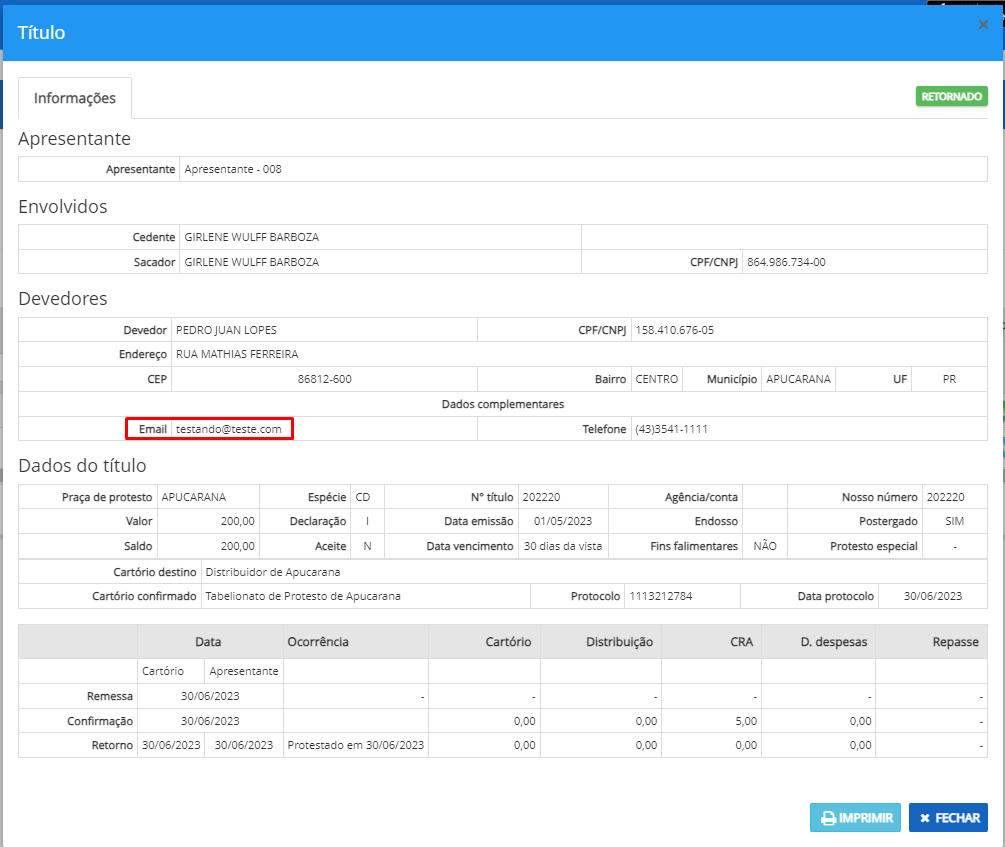 Título ×
Informações RETORNADO
Apresentante
Apresentante Apresentante - 008
Envolvidos
Cedente GIRLENE WULFF BARBOZA
Sacador GIRLENE WULFF BARBOZA CPF/CNPJ 864.986.734-00
Devedores
Devedor PEDRO JUAN LOPES CPF/CNPJ 158.410.676-05
Endereço RUA MATHIAS FERREIRA
CEP 86812-600 Bairro CENTRO Município APUCARANA UF PR
Dados complementares
Email testando@teste.com Telefone (43)3541-1111
Dados do título
Praça de protesto APUCARANA Espécie CD Nº título 202220 Agência/conta Nosso número 202220
Valor 200,00 Declaração I Data emissão 01/05/2023 Endosso Postergado SIM
Saldo 200,00 Aceite N Data vencimento 30 dias da vista Fins falimentares NÃO Protesto especial -
Cartório destino Distribuidor de Apucarana
Cartório confirmado Tabelionato de Protesto de Apucarana Protocolo 1113212784 Data protocolo 30/06/2023
Data Ocorrência Cartório Distribuição CRA D. despesas Repasse
Cartório Apresentante
Remessa 30/06/2023 - - - - - -
Confirmação 30/06/2023 0,00 0,00 5,00 0,00 -
Retorno 30/06/2023 30/06/2023 Protestado em 30/06/2023 0,00 0,00 0,00 0,00 -
IMPRIMIR × FECHAR